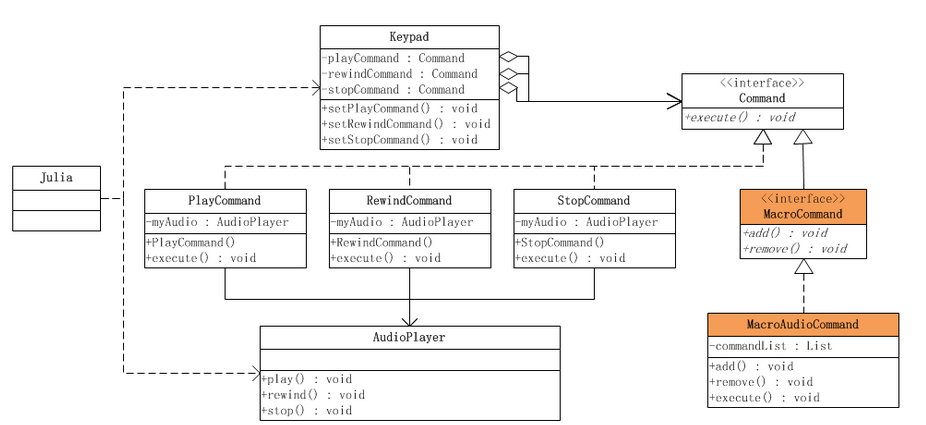 Keypad
-playCommand : Command
-rewindCommand : Command
-stopCommand : Command
+setPlayCommand() : void
+setRewindCommand() : void
+setStopCommand() : void
<<interface>>
Command
+execute() : void
Julia
PlayCommand
-myAudio : AudioPlayer
+PlayCommand()
+execute() : void
RewindCommand
-myAudio : AudioPlayer
+RewindCommand()
+execute() : void
StopCommand
-myAudio : AudioPlayer
+StopCommand()
+execute() : void
<<interface>>
MacroCommand
+add() : void
+remove() : void
AudioPlayer
+play() : void
+rewind() : void
+stop() : void
MacroAudioCommand
-commandList : List
+add() : void
+remove() : void
+execute() : void